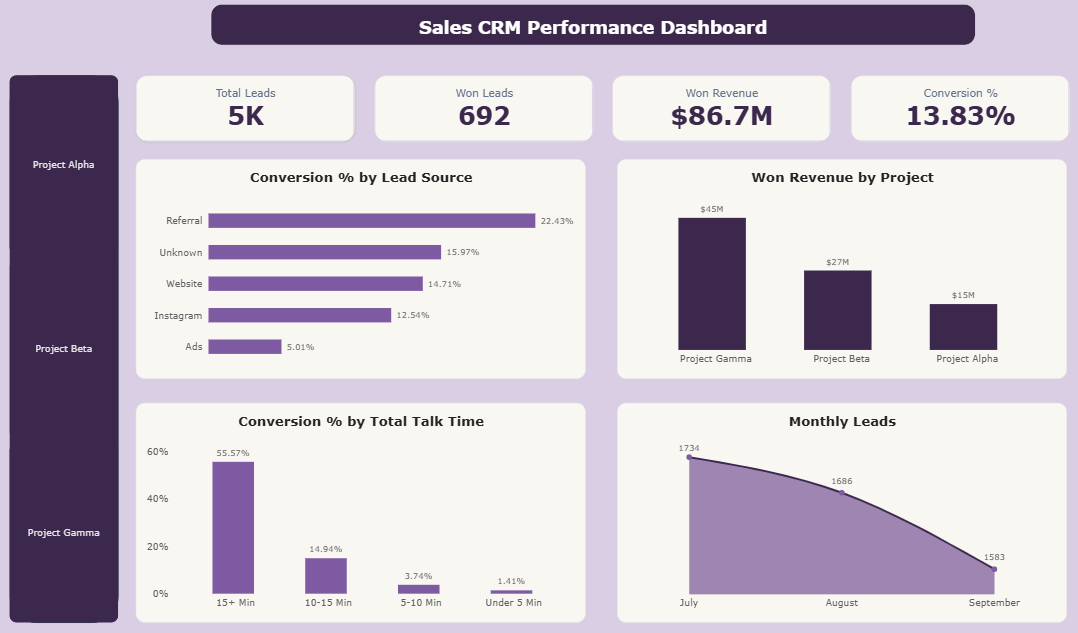 Sales CRM Performance Dashboard
Project Alpha
Project Beta
Project Gamma
Total Leads
5K
Won Leads
692
Won Revenue
$86.7M
Conversion %
13.83%
Conversion % by Lead Source
Referral 22.43%
Unknown 15.97%
Website 14.71%
Instagram 12.54%
Ads 5.01%
Won Revenue by Project
$45M
$27M
$15M
Project Gamma Project Beta Project Alpha
Conversion % by Total Talk Time
60%
40%
20%
0%
55.57%
14.94%
3.74%
1.41%
15+ Min 10-15 Min 5-10 Min Under 5 Min
Monthly Leads
1734
1686
1583
July August September